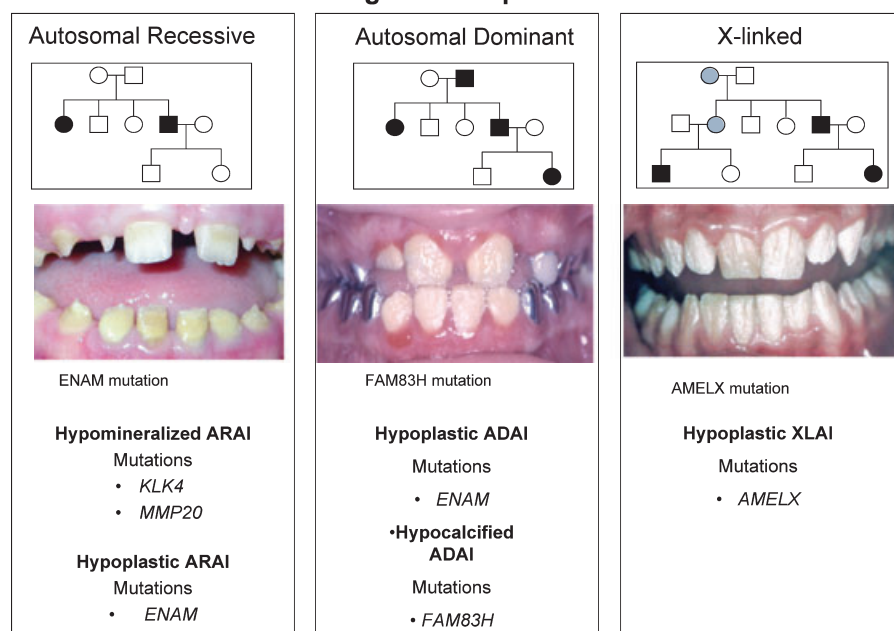 Autosomal Recessive
ENAM mutation
Hypomineralized ARAI
Mutations
• KLK4
• MMP20
Hypoplastic ARAI
Mutations
• ENAM
Autosomal Dominant
FAM83H mutation
Hypoplastic ADAI
Mutations
• ENAM
•Hypocalcified
ADAI
Mutations
• FAM83H
X-linked
AMELX mutation
Hypoplastic XLAI
Mutations
• AMELX